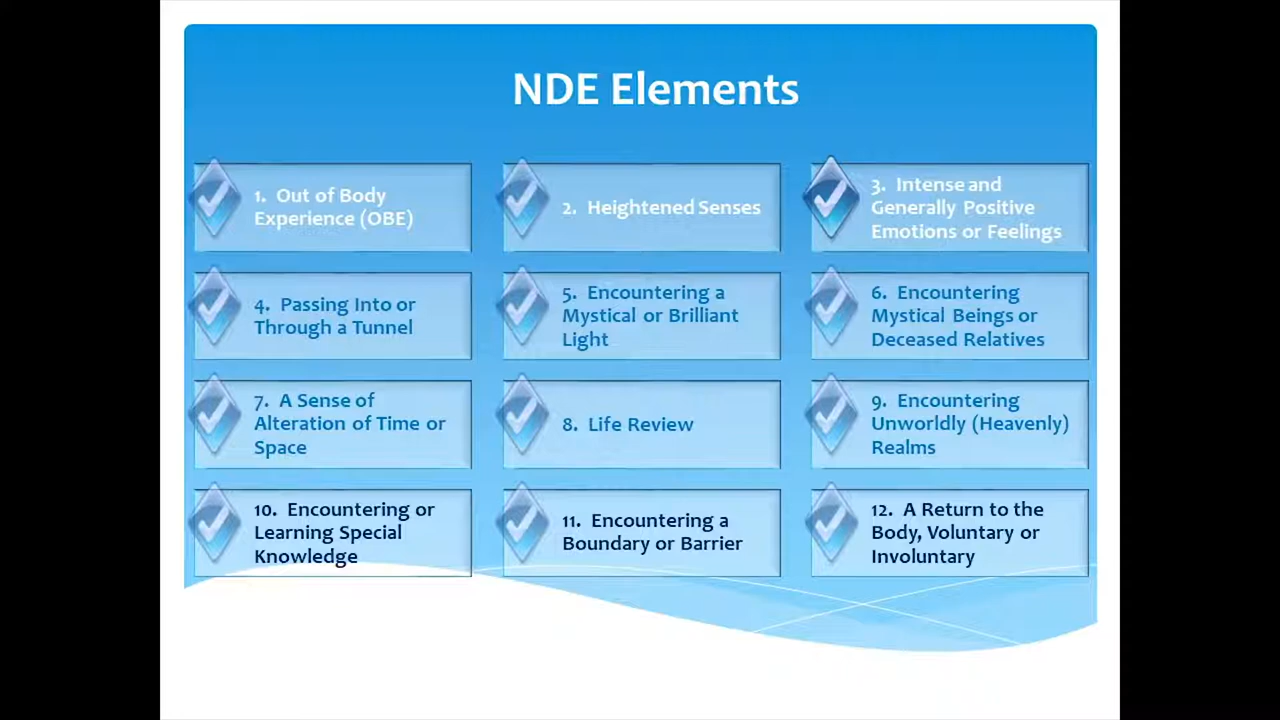 NDE Elements
1. Out of Body
Experience (OBE)
2. Heightened Senses
3. Intense and
Generally Positive
Emotions or Feelings
4. Passing Into or
Through a Tunnel
5. Encountering a
Mystical or Brilliant
Light
6. Encountering
Mystical Beings or
Deceased Relatives
7. A Sense of
Alteration of Time or
Space
8. Life Review
9. Encountering
Unworldly (Heavenly)
Realms
10. Encountering or
Learning Special
Knowledge
11. Encountering a
Boundary or Barrier
12. A Return to the
Body, Voluntary or
Involuntary